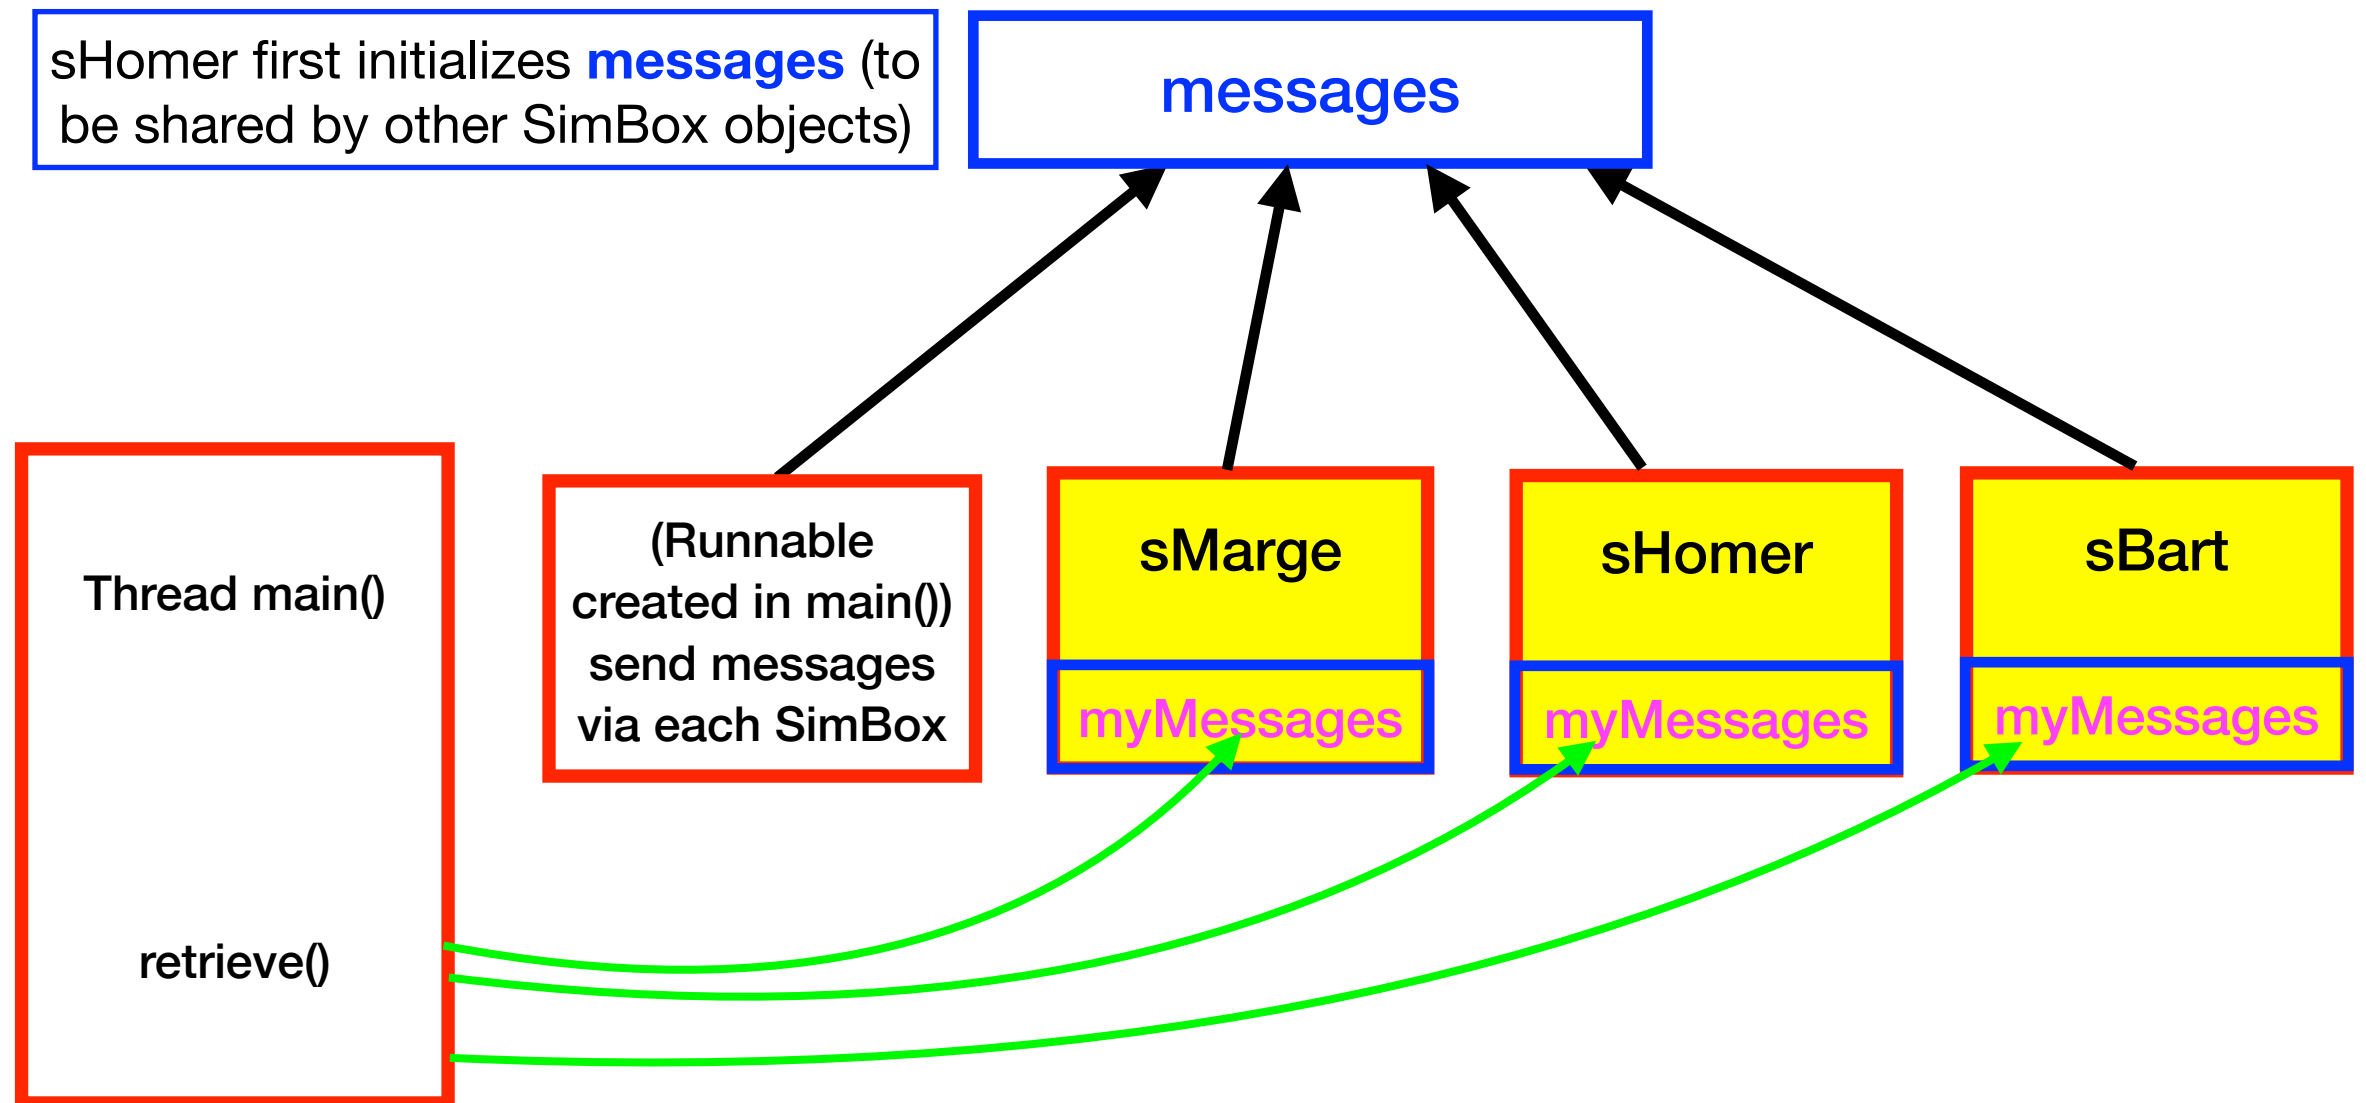 sHomer first initializes messages (to
be shared by other SimBox objects)
messages
Thread main()
retrieve()
(Runnable
created in main())
send messages
via each SimBox
sMarge
myMessages
sHomer
myMessages
sBart
myMessages